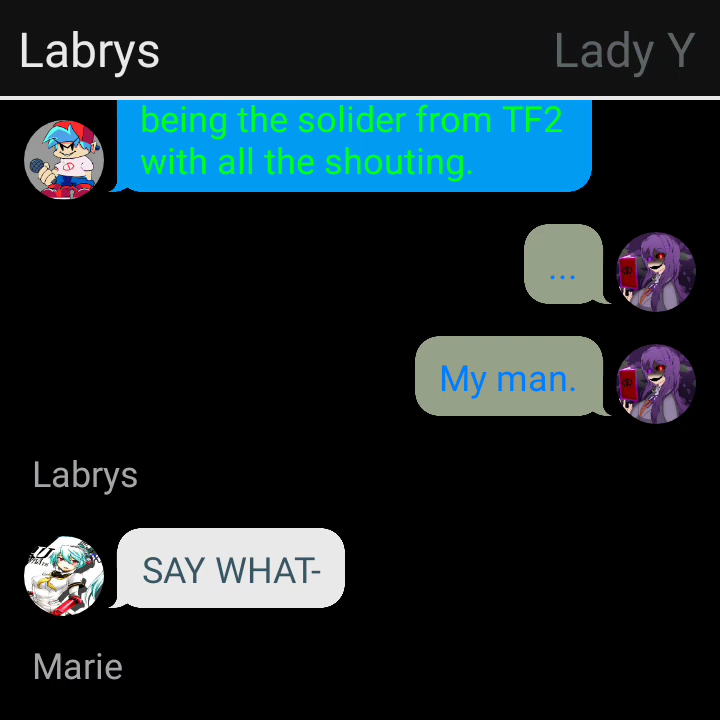 Labrys
Lady Y
being the solider from TF2
with all the shouting.
...
My man.
Labrys
SAY WHAT-
Marie